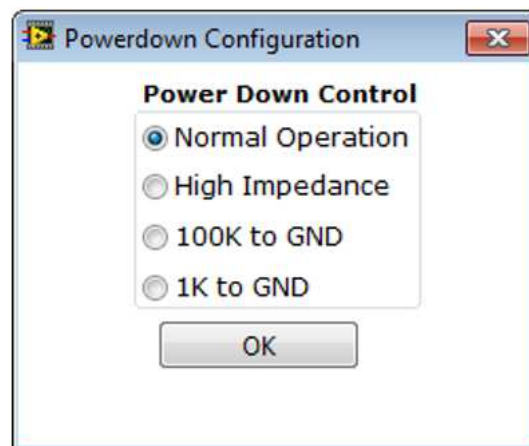 Powerdown Configuration
Power Down Control
Normal Operation
High Impedance
100K to GND
1K to GND
OK